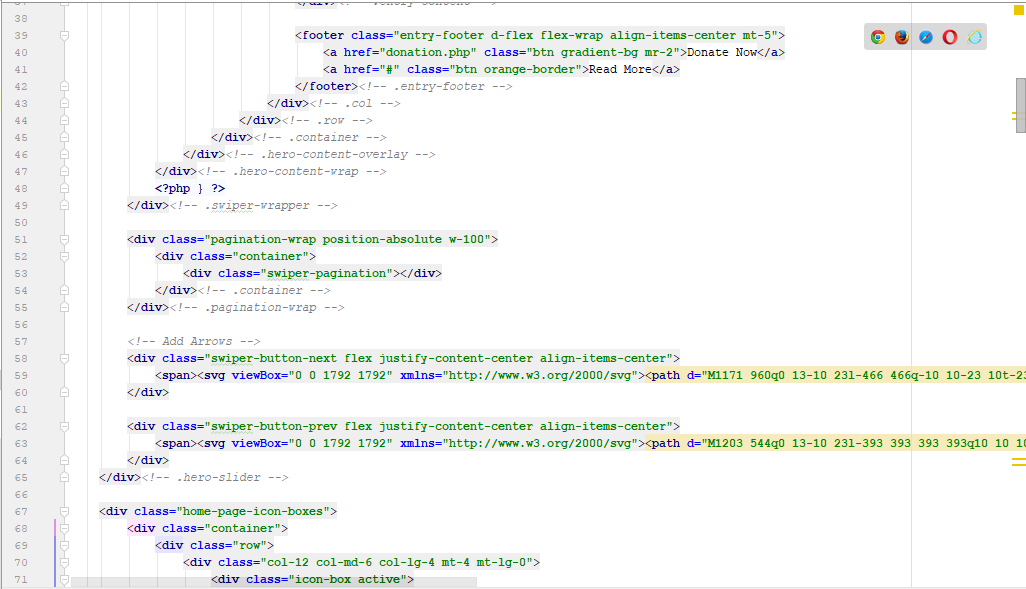 37 </div><!-- .entry-content -->
38
39 <footer class="entry-footer d-flex flex-wrap align-items-center mt-5">
40 <a href="donation.php" class="btn gradient-bg mr-2">Donate Now</a>
41 <a href="#" class="btn orange-border">Read More</a>
42 </footer><!-- .entry-footer -->
43 </div><!-- .col -->
44 </div><!-- .row -->
45 </div><!-- .container -->
46 </div><!-- .hero-content-overlay -->
47 </div><!-- .hero-content-wrap -->
48 <?php } ?>
49 </div><!-- .swiper-wrapper -->
50
51 <div class="pagination-wrap position-absolute w-100">
52 <div class="container">
53 <div class="swiper-pagination"></div>
54 </div><!-- .container -->
55 </div><!-- .pagination-wrap -->
56
57 <!-- Add Arrows -->
58 <div class="swiper-button-next flex justify-content-center align-items-center">
59 <span><svg viewBox="0 0 1792 1792" xmlns="http://www.w3.org/2000/svg"><path d="M1171 960q0 13-10 23l-466 466q-10 10-23 10t-23
60 </div>
61
62 <div class="swiper-button-prev flex justify-content-center align-items-center">
63 <span><svg viewBox="0 0 1792 1792" xmlns="http://www.w3.org/2000/svg"><path d="M1203 544q0 13-10 23l-393 393 393 393q10 10 10
64 </div>
65 </div><!-- .hero-slider -->
66
67 <div class="home-page-icon-boxes">
68 <div class="container">
69 <div class="row">
70 <div class="col-12 col-md-6 col-lg-4 mt-4 mt-lg-0">
71 <div class="icon-box active">